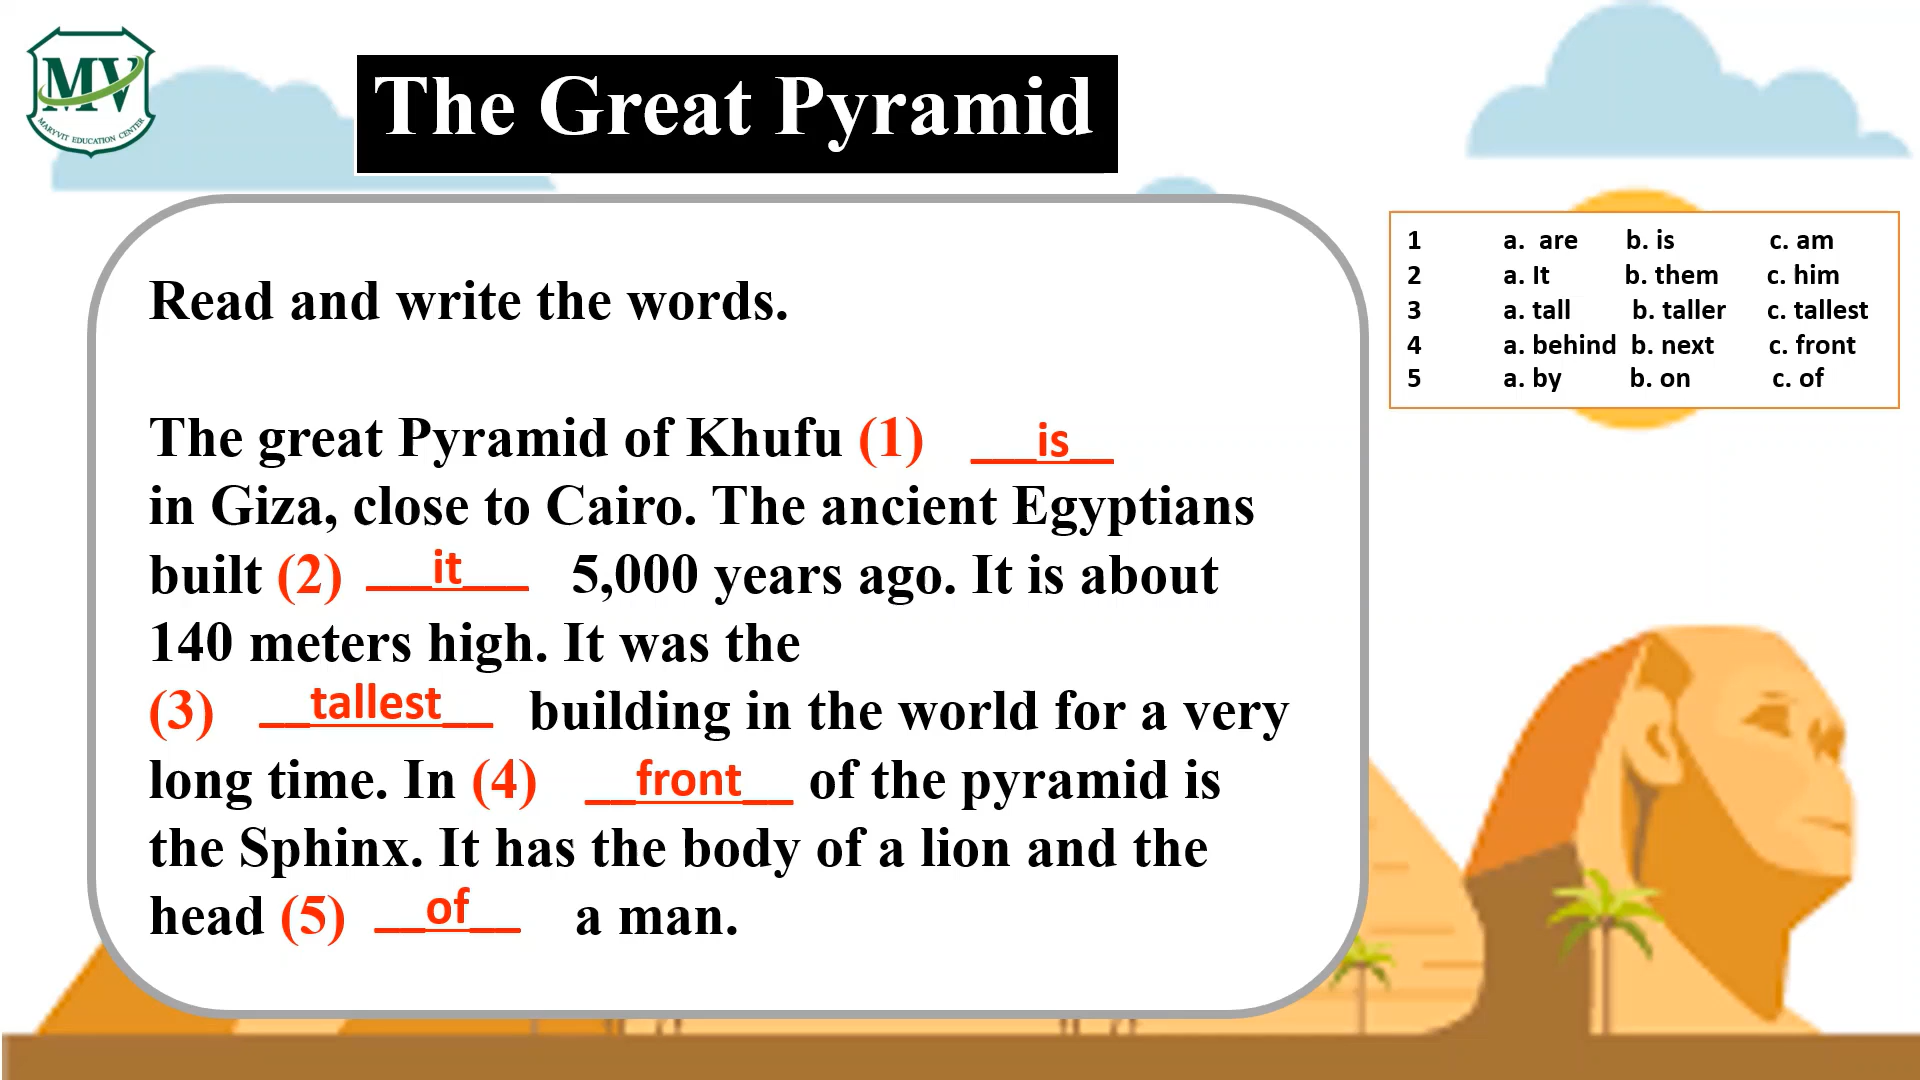 MV
MARYVIT EDUCATION CENTER
The Great Pyramid
Read and write the words.
The great Pyramid of Khufu (1) ___is__
in Giza, close to Cairo. The ancient Egyptians
built (2) ___it___ 5,000 years ago. It is about
140 meters high. It was the
(3) __tallest__ building in the world for a very
long time. In (4) __front__ of the pyramid is
the Sphinx. It has the body of a lion and the
head (5) __of__ a man.
1 a. are b. is c. am
2 a. It b. them c. him
3 a. tall b. taller c. tallest
4 a. behind b. next c. front
5 a. by b. on c. of